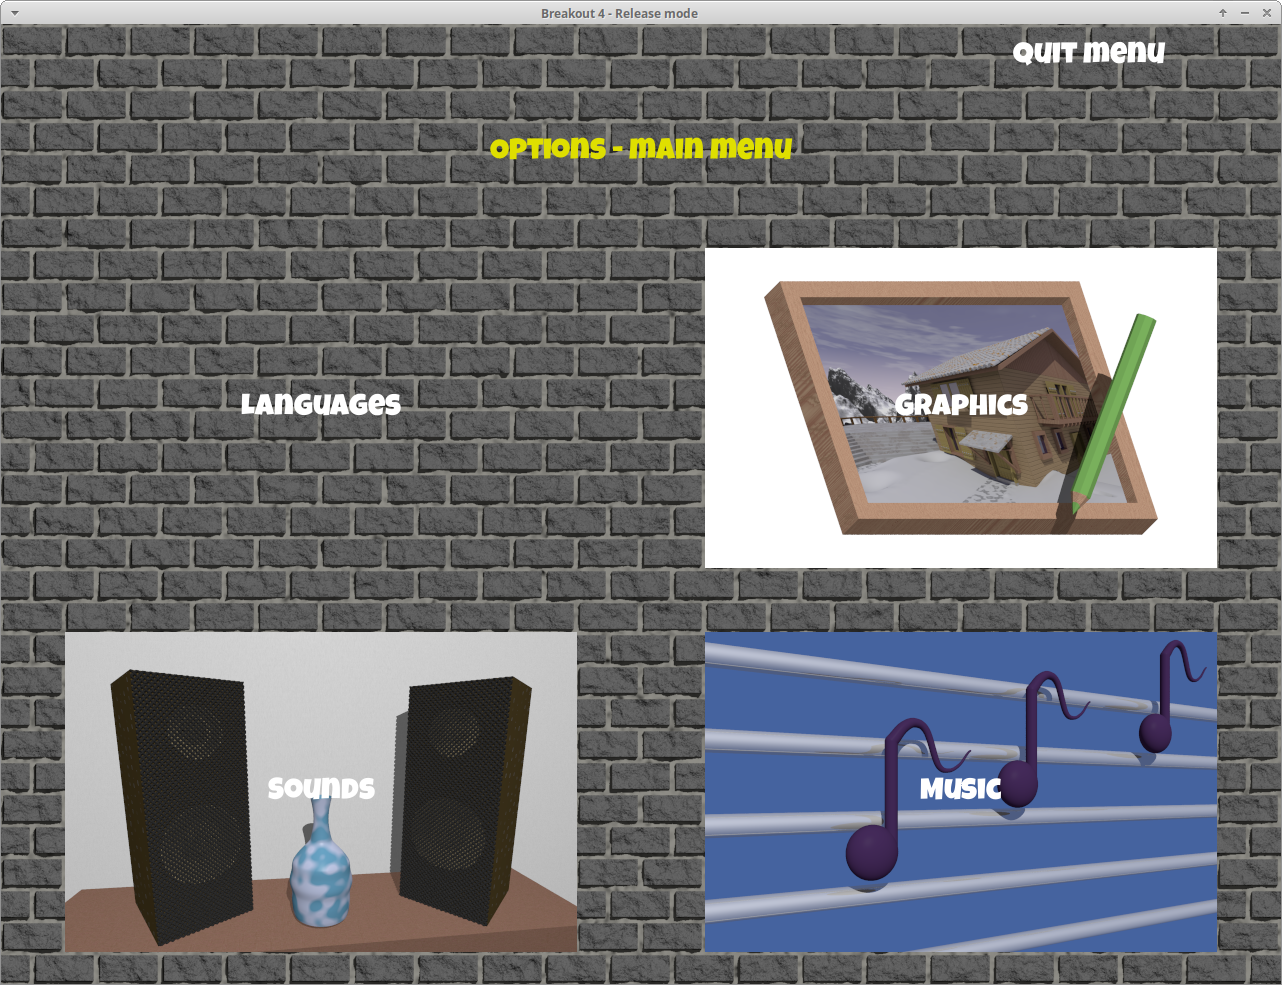 Breakout 4 - Release mode
Quit menu
Options - main menu
Languages
Graphics
Sounds
Music